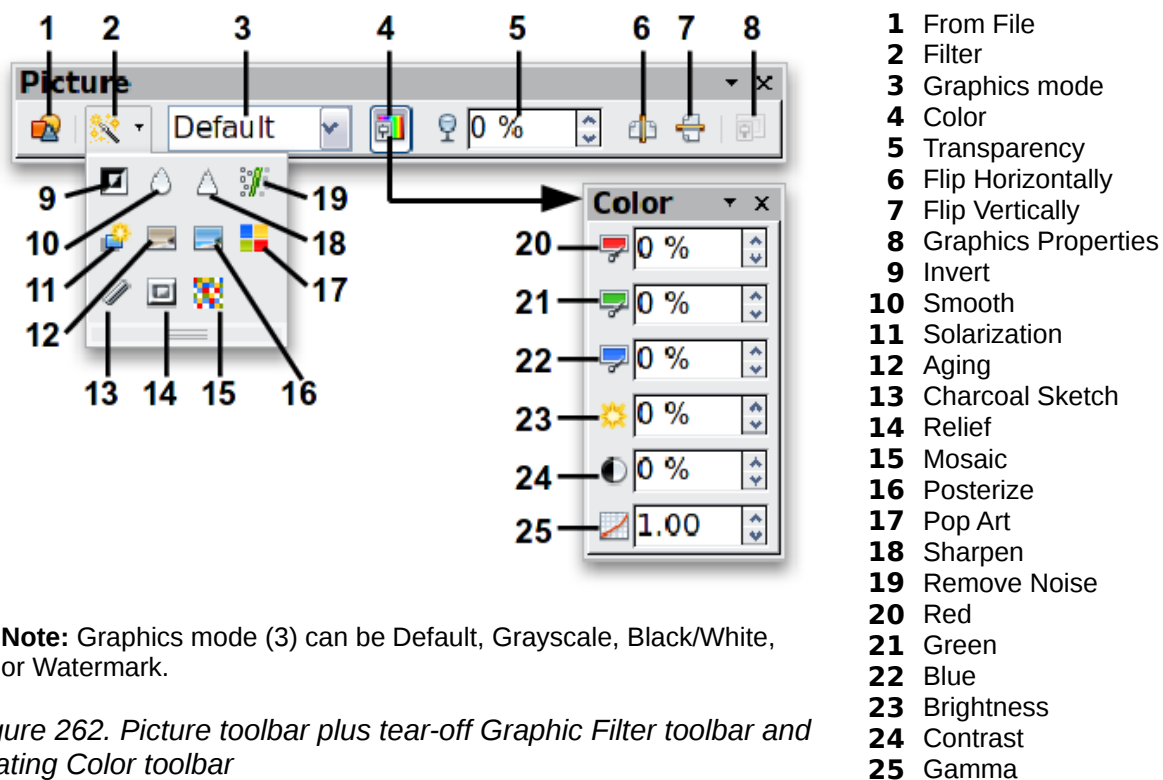 1 2 3 4 5 6 7 8
Picture
Default
0 %
9
19
10
18
11
17
12
13 14 15 16
Color
20 0 %
21 0 %
22 0 %
23 0 %
24 0 %
25 1.00
Note: Graphics mode (3) can be Default, Grayscale, Black/White,
or Watermark.
gure 262. Picture toolbar plus tear-off Graphic Filter toolbar and
ating Color toolbar
1 From File
2 Filter
3 Graphics mode
4 Color
5 Transparency
6 Flip Horizontally
7 Flip Vertically
8 Graphics Properties
9 Invert
10 Smooth
11 Solarization
12 Aging
13 Charcoal Sketch
14 Relief
15 Mosaic
16 Posterize
17 Pop Art
18 Sharpen
19 Remove Noise
20 Red
21 Green
22 Blue
23 Brightness
24 Contrast
25 Gamma